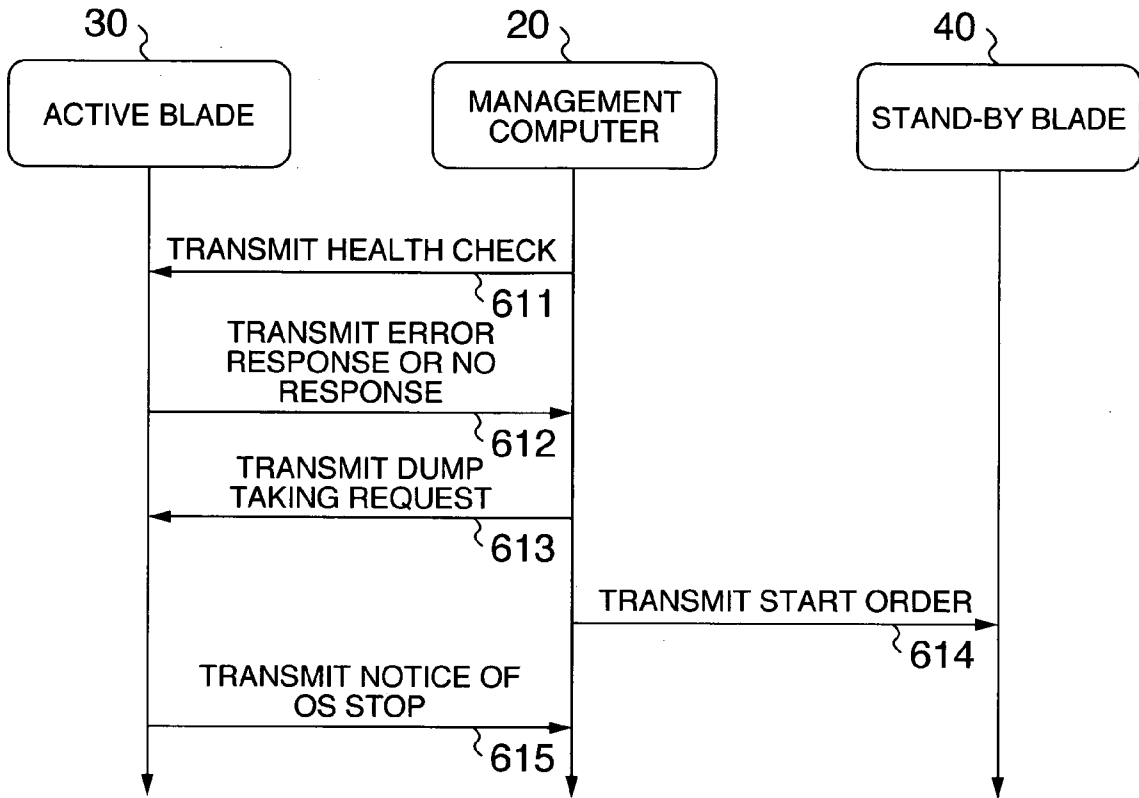 30
20
40
ACTIVE BLADE
MANAGEMENT
COMPUTER
STAND-BY BLADE
TRANSMIT HEALTH CHECK
611
TRANSMIT ERROR
RESPONSE OR NO
RESPONSE
612
TRANSMIT DUMP
TAKING REQUEST
613
TRANSMIT START ORDER
614
TRANSMIT NOTICE OF
OS STOP
615